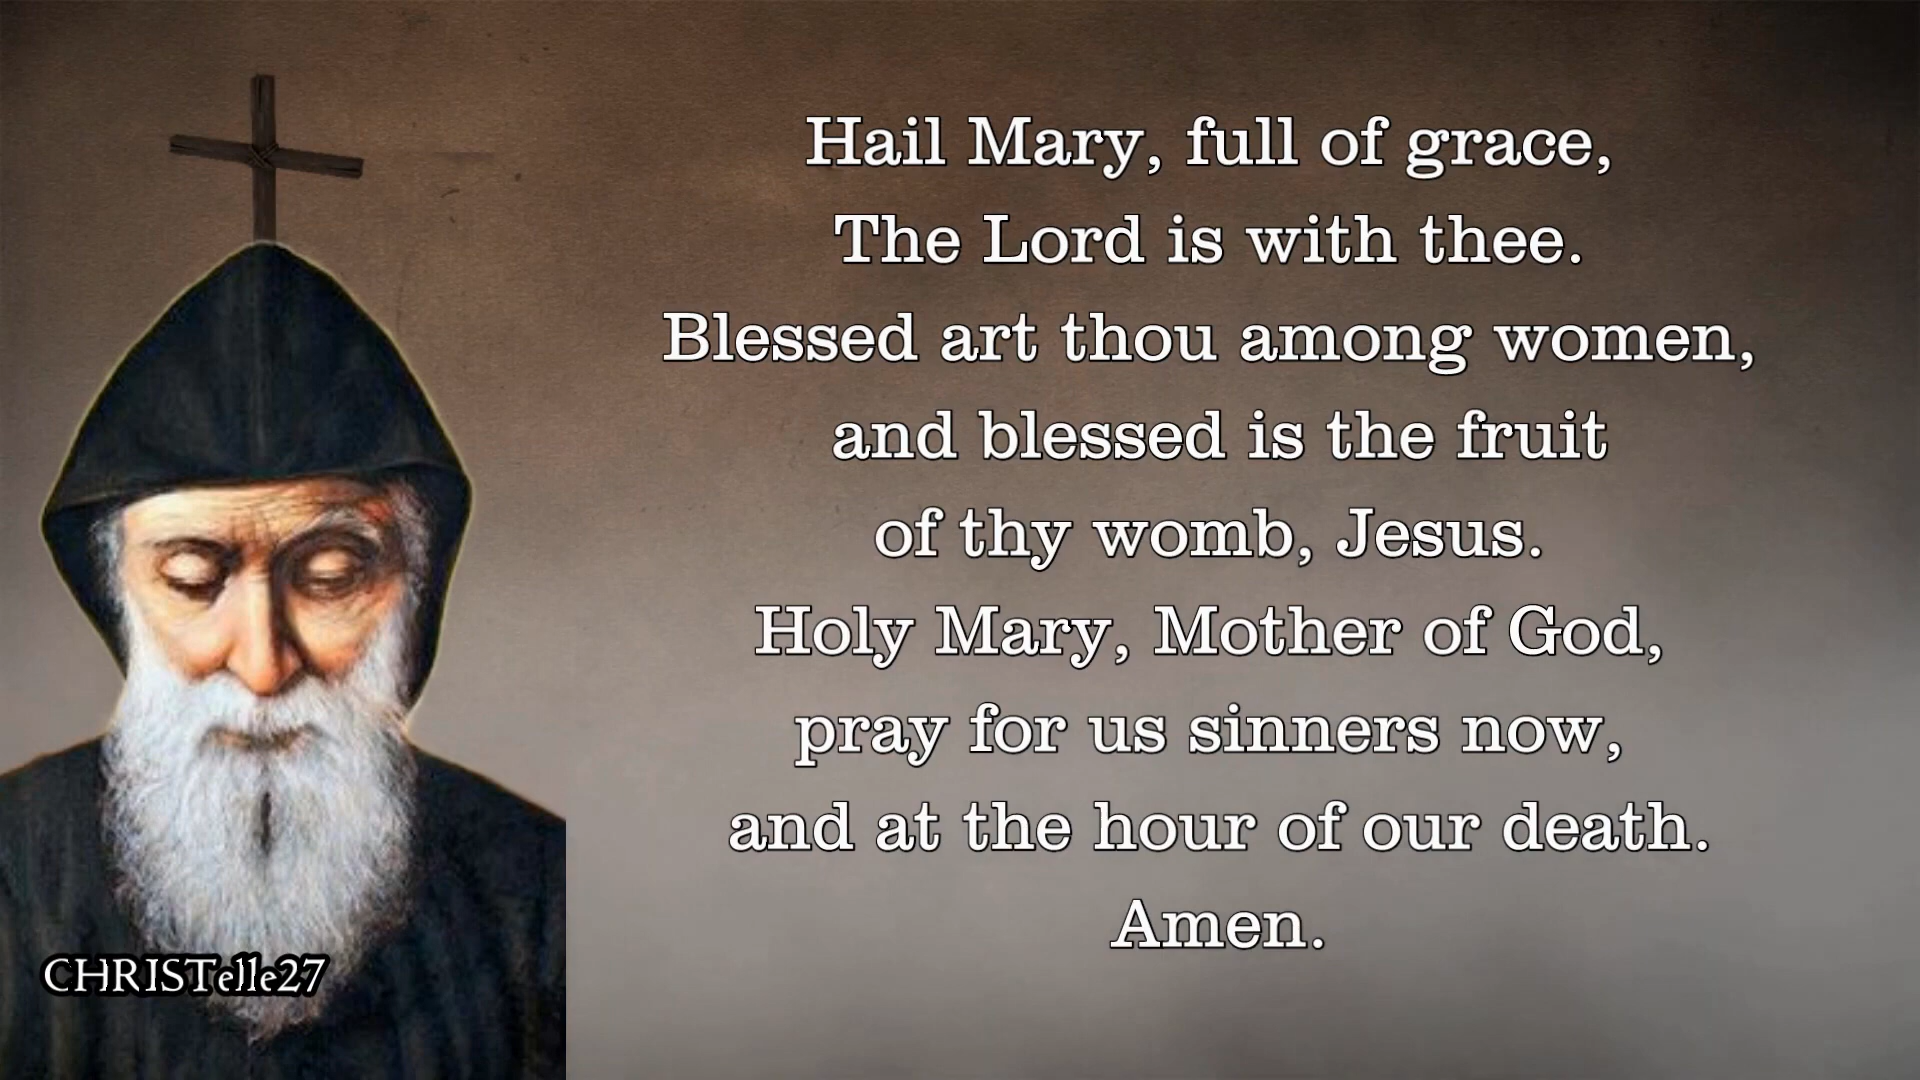 Hail Mary, full of grace,
The Lord is with thee.
Blessed art thou among women,
and blessed is the fruit
of thy womb, Jesus.
Holy Mary, Mother of God,
pray for us sinners now,
and at the hour of our death.
Amen.
CHRISTelle27